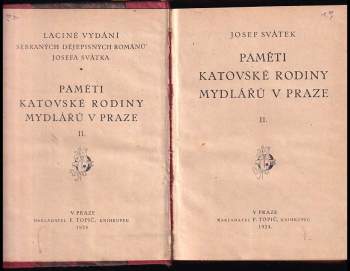 LACINÉ VYDÁNÍ
SEBRANÝCH DĚJEPISNÝCH ROMÁNŮ
JOSEFA SVÁTKA
PAMĚTI
KATOVSKÉ RODINY
MYDLÁŘŮ V PRAZE
II.
V PRAZE
NAKLADATEL F. TOPIČ, KNIHKUPEC
JOSEF SVÁTEK
PAMĚTI
KATOVSKÉ RODINY
MYDLÁŘŮ V PRAZE
II.
V PRAZE
NAKLADATEL F. TOPIČ, KNIHKUPEC
1924